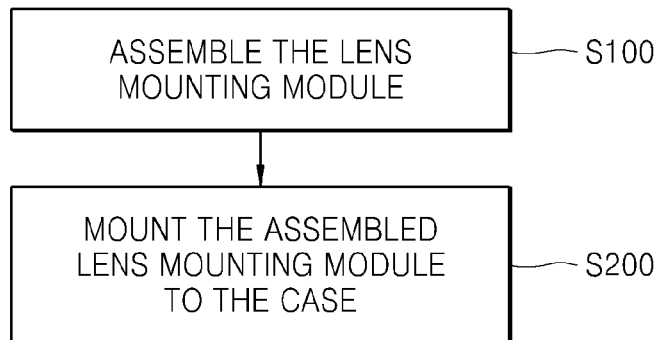 ASSEMBLE THE LENS
MOUNTING MODULE
S100
MOUNT THE ASSEMBLED
LENS MOUNTING MODULE
TO THE CASE
S200